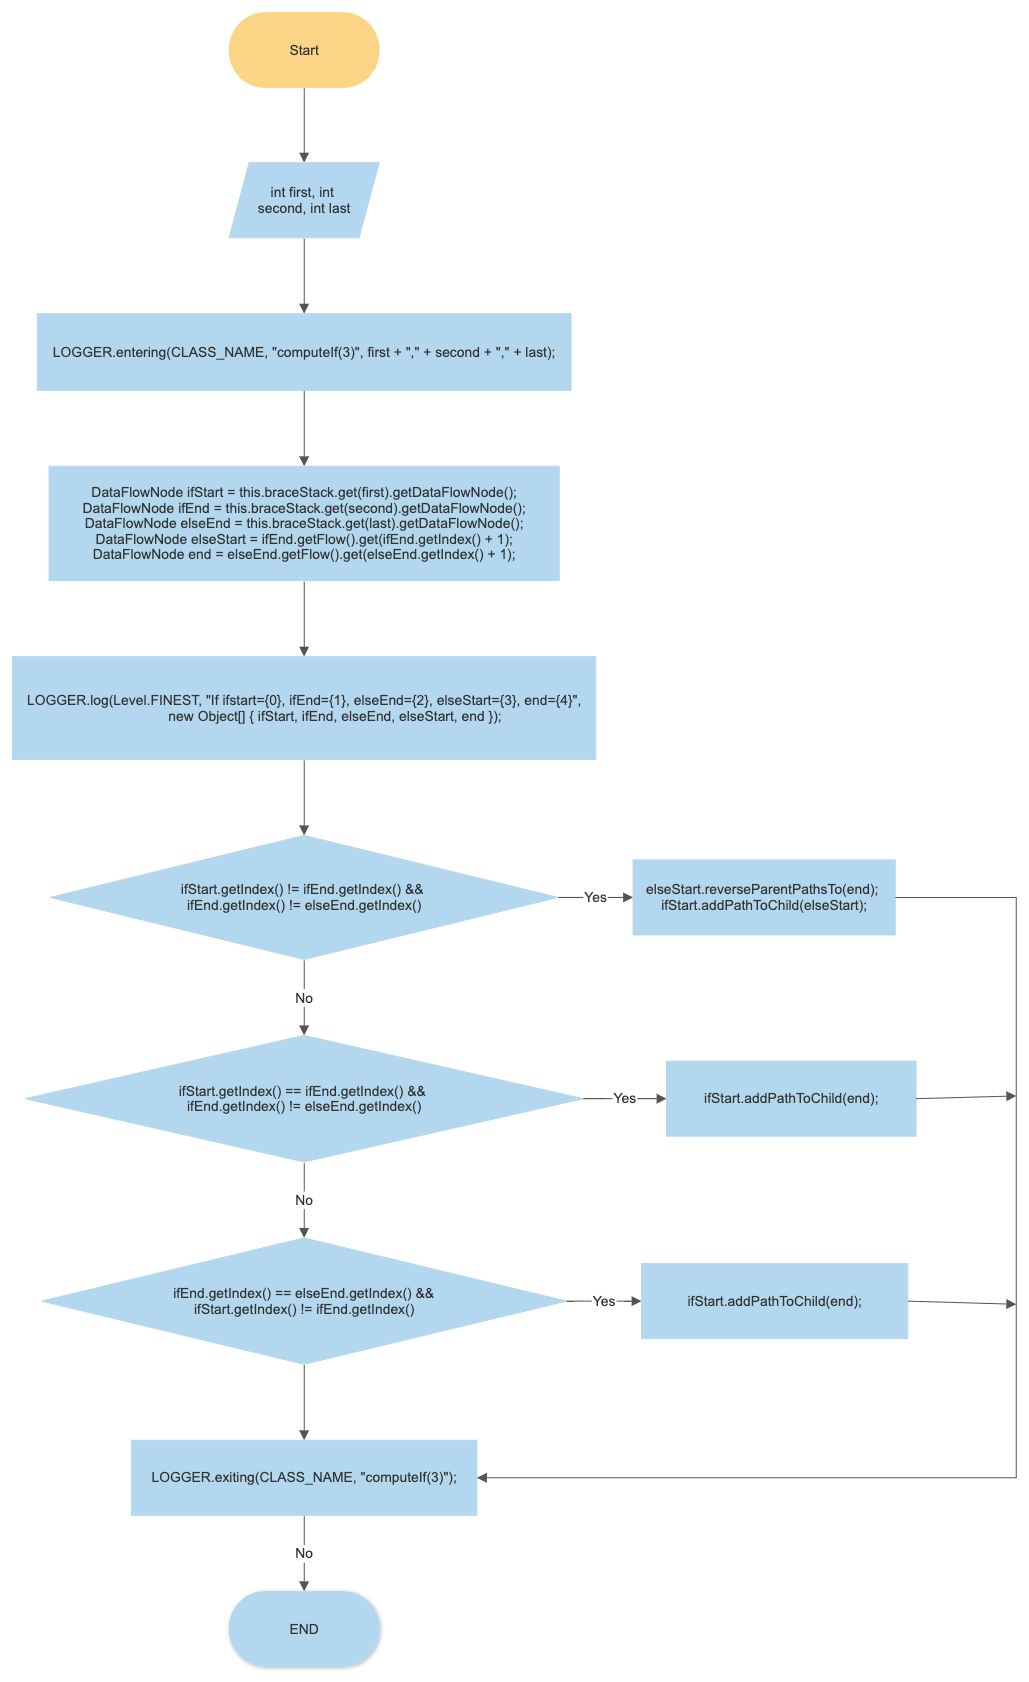 Start
int first, int
second, int last
LOGGER.entering(CLASS_NAME, "computeIf(3)", first + "," + second + "," + last);
DataFlowNode ifStart = this.braceStack.get(first).getDataFlowNode();
DataFlowNode ifEnd = this.braceStack.get(second).getDataFlowNode();
DataFlowNode elseEnd = this.braceStack.get(last).getDataFlowNode();
DataFlowNode elseStart = ifEnd.getFlow().get(ifEnd.getIndex() + 1);
DataFlowNode end = elseEnd.getFlow().get(elseEnd.getIndex() + 1);
LOGGER.log(Level.FINEST, "If ifstart={0}, ifEnd={1}, elseEnd={2}, elseStart={3}, end={4}",
new Object[] { ifStart, ifEnd, elseEnd, elseStart, end });
ifStart.getIndex() != ifEnd.getIndex() &&
ifEnd.getIndex() != elseEnd.getIndex()
Yes
elseStart.reverseParentPathsTo(end);
ifStart.addPathToChild(elseStart);
No
ifStart.getIndex() == ifEnd.getIndex() &&
ifEnd.getIndex() != elseEnd.getIndex()
Yes
ifStart.addPathToChild(end);
No
ifEnd.getIndex() == elseEnd.getIndex() &&
ifStart.getIndex() != ifEnd.getIndex()
Yes
ifStart.addPathToChild(end);
LOGGER.exiting(CLASS_NAME, "computeIf(3)");
No
END